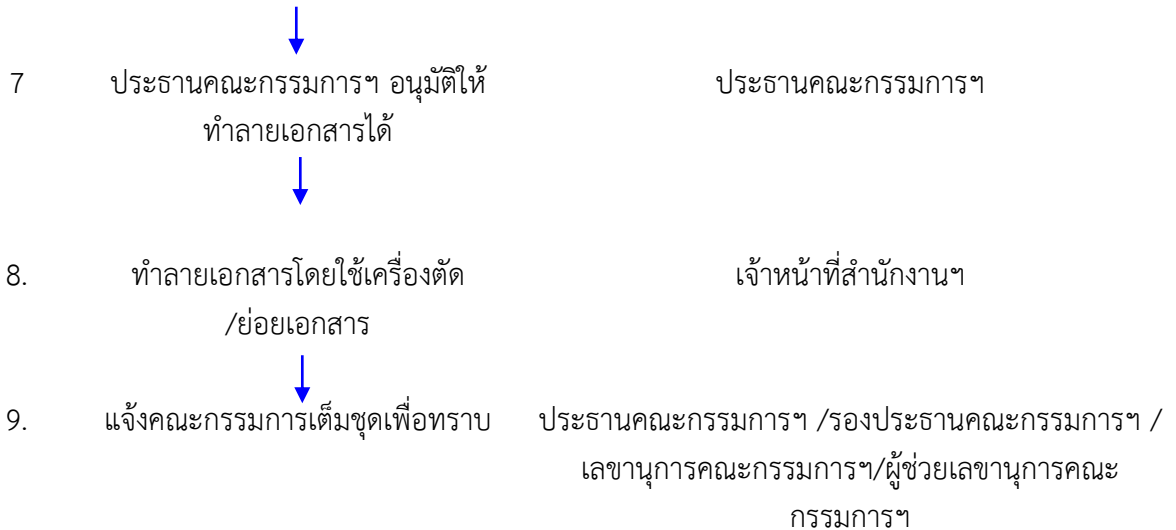 7 ประธานคณะกรรมการฯ อนุมัติให้ ประธานคณะกรรมการฯ
ทำลายเอกสารได้
8. ทำลายเอกสารโดยใช้เครื่องตัด เจ้าหน้าที่สำนักงานฯ
/ย่อยเอกสาร
9. แจ้งคณะกรรมการเต็มชุดเพื่อทราบ ประธานคณะกรรมการฯ /รองประธานคณะกรรมการฯ /
เลขานุการคณะกรรมการฯ/ผู้ช่วยเลขานุการคณะ
กรรมการฯ